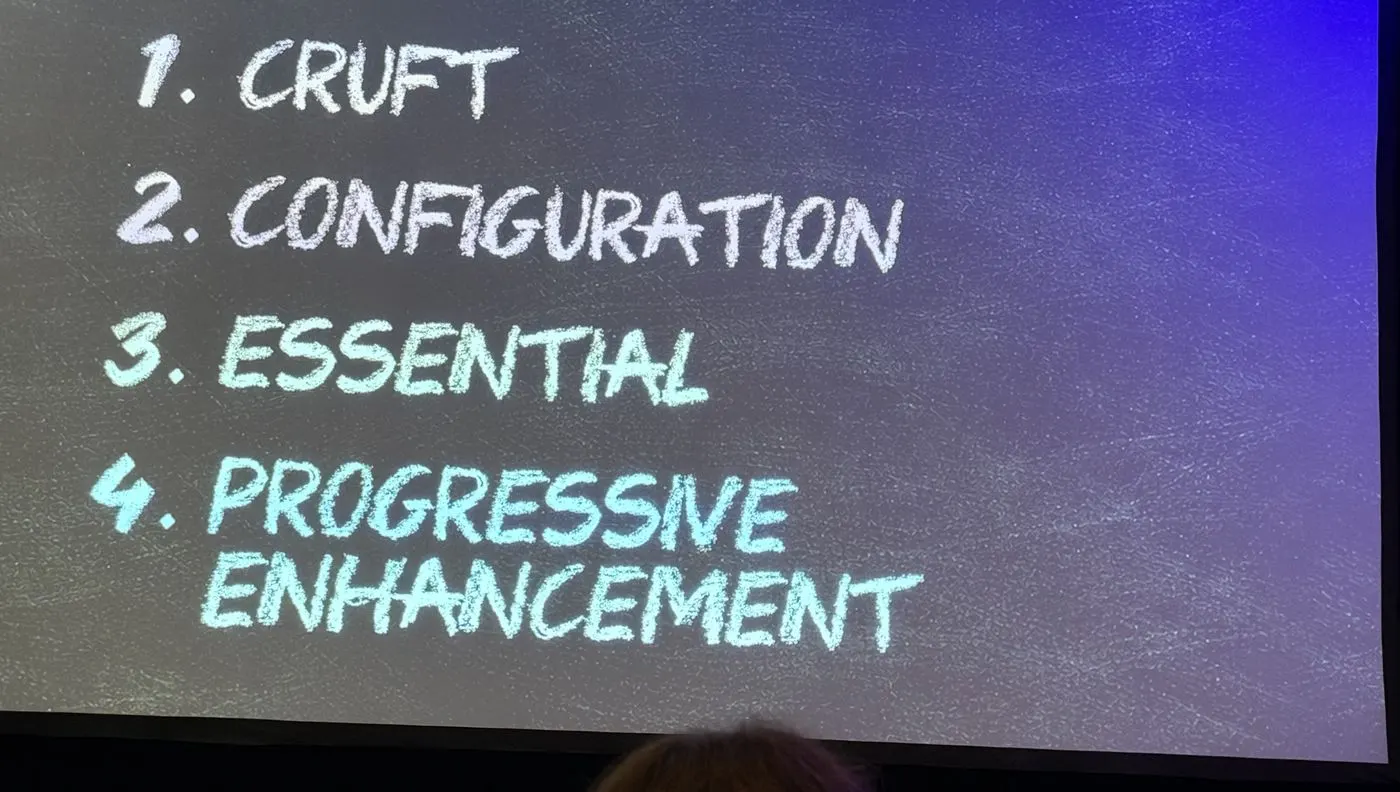 1. CRUFT
2. CONFIGURATION
3. ESSENTIAL
4. PROGRESSIVE
ENHANCEMENT